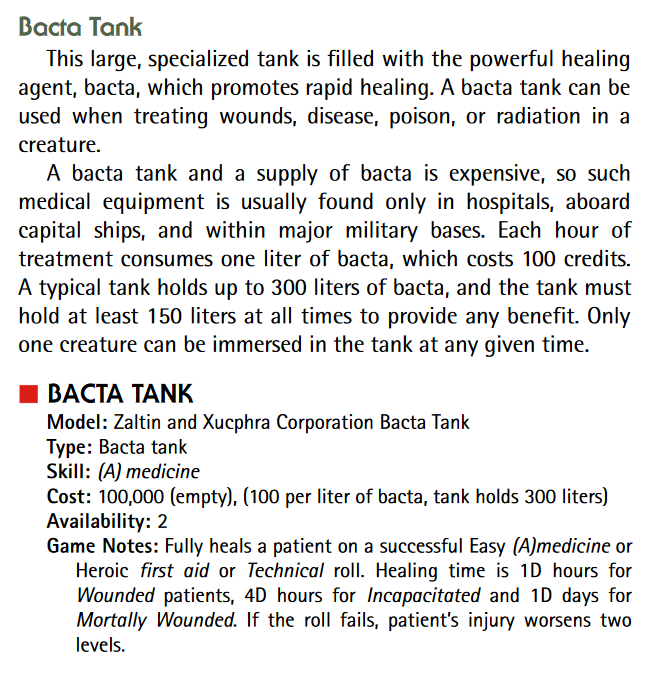 Bacta Tank
This large, specialized tank is filled with the powerful healing
agent, bacta, which promotes rapid healing. A bacta tank can be
used when treating wounds, disease, poison, or radiation in a
creature.
A bacta tank and a supply of bacta is expensive, so such
medical equipment is usually found only in hospitals, aboard
capital ships, and within major military bases. Each hour of
treatment consumes one liter of bacta, which costs 100 credits.
A typical tank holds up to 300 liters of bacta, and the tank must
hold at least 150 liters at all times to provide any benefit. Only
one creature can be immersed in the tank at any given time.
BACTA TANK
Model: Zaltin and Xucphra Corporation Bacta Tank
Type: Bacta tank
Skill: (A) medicine
Cost: 100,000 (empty), (100 per liter of bacta, tank holds 300 liters)
Availability: 2
Game Notes: Fully heals a patient on a successful Easy (A)medicine or
Heroic first aid or Technical roll. Healing time is 1D hours for
Wounded patients, 4D hours for Incapacitated and 1D days for
Mortally Wounded. If the roll fails, patient's injury worsens two
levels.